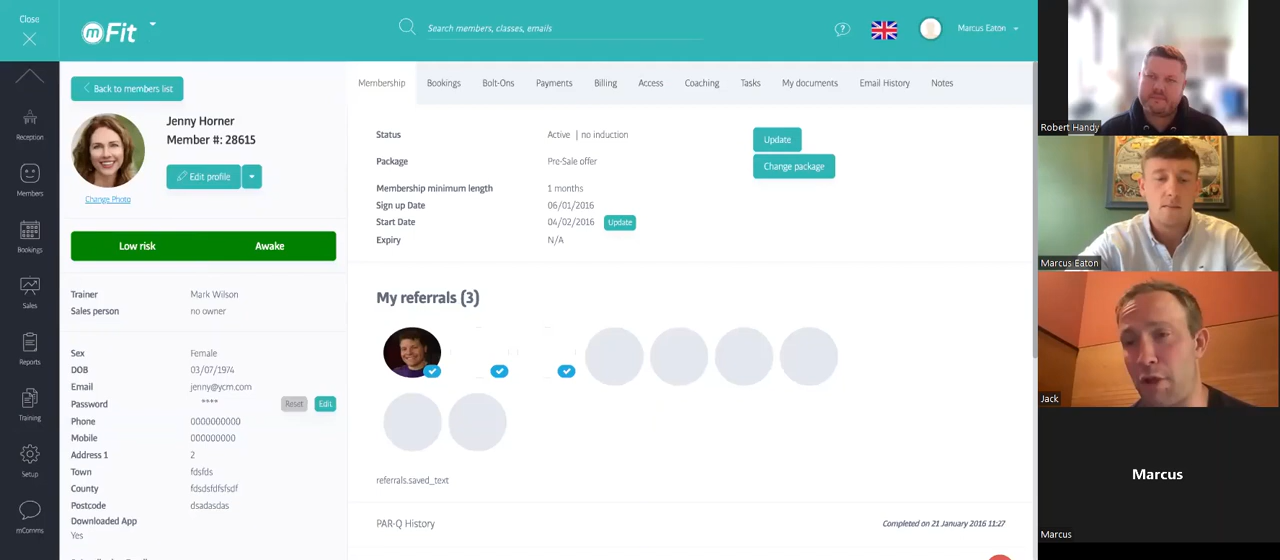 Close
mFit
Search members, classes, emails
Marcus Eaton
Reception
Members
Bookings
Sales
Reports
Training
Setup
mComms
Back to members list
Jenny Horner
Member #: 28615
Edit profile
Change Photo
Low risk Awake
Trainer Mark Wilson
Sales person no owner
Sex Female
DOB 03/07/1974
Email jenny@ycm.com
Password **** Reset Edit
Phone 0000000000
Mobile 000000000
Address 1 2
Town fdsfds
County fdsdsfdfsfsdf
Postcode dsadasdas
Downloaded App
Yes
Membership Bookings Bolt-Ons Payments Billing Access Coaching Tasks My documents Email History Notes
Status Active | no induction Update
Package Pre-Sale offer Change package
Membership minimum length 1 months
Sign up Date 06/01/2016
Start Date 04/02/2016 Update
Expiry N/A
My referrals (3)
referrals.saved_text
PAR-Q History Completed on 21 January 2016 11:27
Robert Handy
Marcus Eaton
Jack
Marcus
Marcus